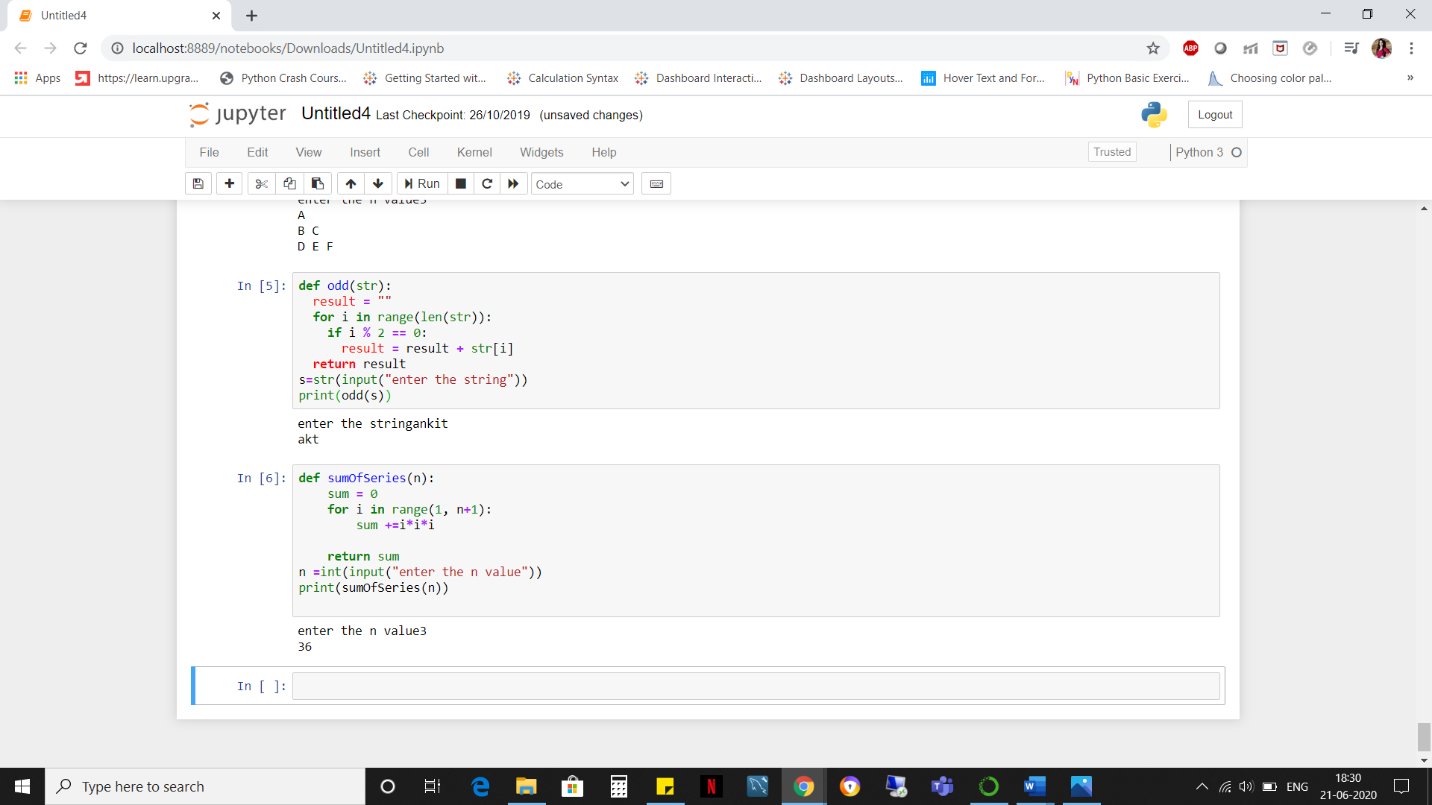 Untitled4
localhost:8889/notebooks/Downloads/Untitled4.ipynb
ABP
Apps https://learn.upgra... Python Crash Cours... Getting Started wit... Calculation Syntax Dashboard Interacti... Dashboard Layouts... Hover Text and For... Python Basic Exerci... Choosing color pal... »
jupyter Untitled4 Last Checkpoint: 26/10/2019 (unsaved changes) Logout
File Edit View Insert Cell Kernel Widgets Help Trusted Python 3
Run Code
enter the n value3
A
B C
D E F
In [5]: def odd(str):
  result = ""
  for i in range(len(str)):
    if i % 2 == 0:
      result = result + str[i]
  return result
s=str(input("enter the string"))
print(odd(s))
enter the stringankit
akt
In [6]: def sumOfSeries(n):
    sum = 0
    for i in range(1, n+1):
        sum +=i*i*i
    return sum
n =int(input("enter the n value"))
print(sumOfSeries(n))
enter the n value3
36
In [ ]:
Type here to search ENG 18:30
21-06-2020